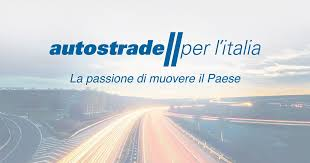 autostrade//per l'italia
La passione di muovere il Paese